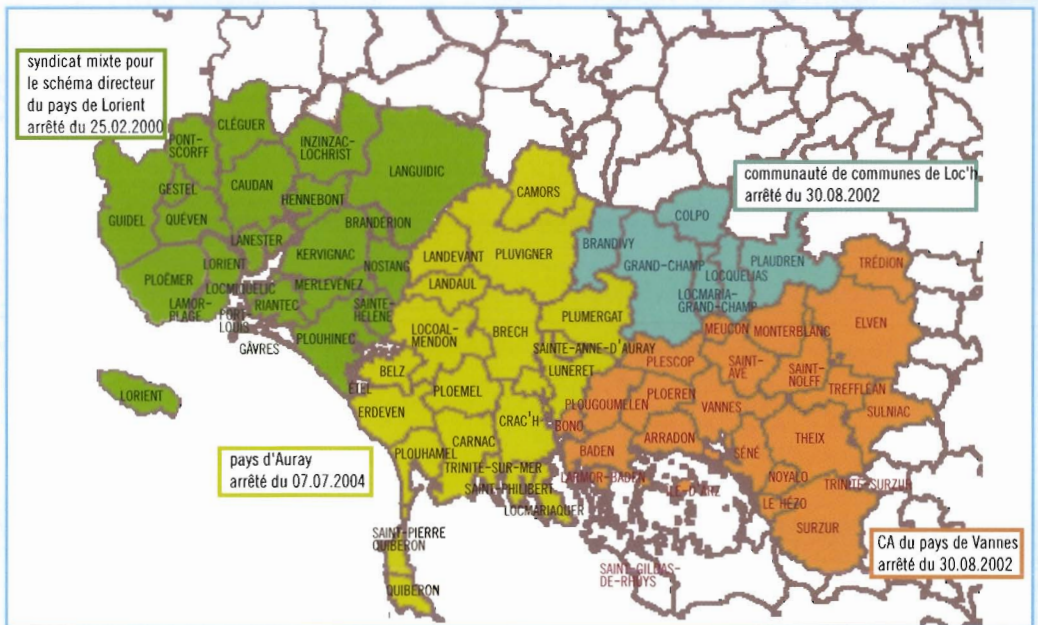 syndicat mixte pour
le schéma directeur
du pays de Lorient
arrêté du 25.02.2000
CLÉGUER
PONT-
SCORFF
INZINZAC-
LOCHRIST
LANGUIDIC
GESTEL
CAUDAN
HENNEBONT
GUIDEL
QUÉVEN
BRANDERION
LANESTER
KERVIGNAC
NOSTANG
PLOËMER
LORIENT
LOCMIQUELIC
MERLEVENEZ
RIANTEC
LAMOR-
PLAGE
PORT-
LOUIS
SAINTE-
HELENE
GÂVRES
PLOUHINEC
LORIENT
communauté de communes de Loc'h
arrêté du 30.08.2002
CAMORS
COLPO
BRANDIVY
LANDEVANT
PLUVIGNER
GRAND-CHAMP
LOCQUELIAS
PLAUDREN
TRÉDION
LANDAUL
LOCMARIA-
GRAND-CHAMP
PLUMERGAT
LOCOAL-
MENDON
BRECH
MEUCON
MONTERBLANC
ELVEN
SAINTE-ANNE-D'AURAY
PLESCOP
SAINT-
AVE
SAINT-
NOLFF
BELZ
LUNERET
ETEL
PLOEMEL
PLOEREN
TREFFLEAN
ERDEVEN
CRAC'H-
PLOUGOUMELEN
VANNES
SULNIAC
BONO
CARNAC
ARRADON
THEIX
PLOUHAMEL
BADEN
SÉNÉ
TRINITE-SUR-MER
LARMOR-BADEN
NOYALO
TRINITE-SURZUR
SAINT-PHILIBERT
ILE-D'ARZ
LE HÉZO
LOCMARIAQUER
SURZUR
SAINT-PIERRE
QUIBERON
SAINT-GILDAS-
DE-RHUYS
QUIBERON
pays d'Auray
arrêté du 07.07.2004
CA du pays de Vannes
arrêté du 30.08.2002